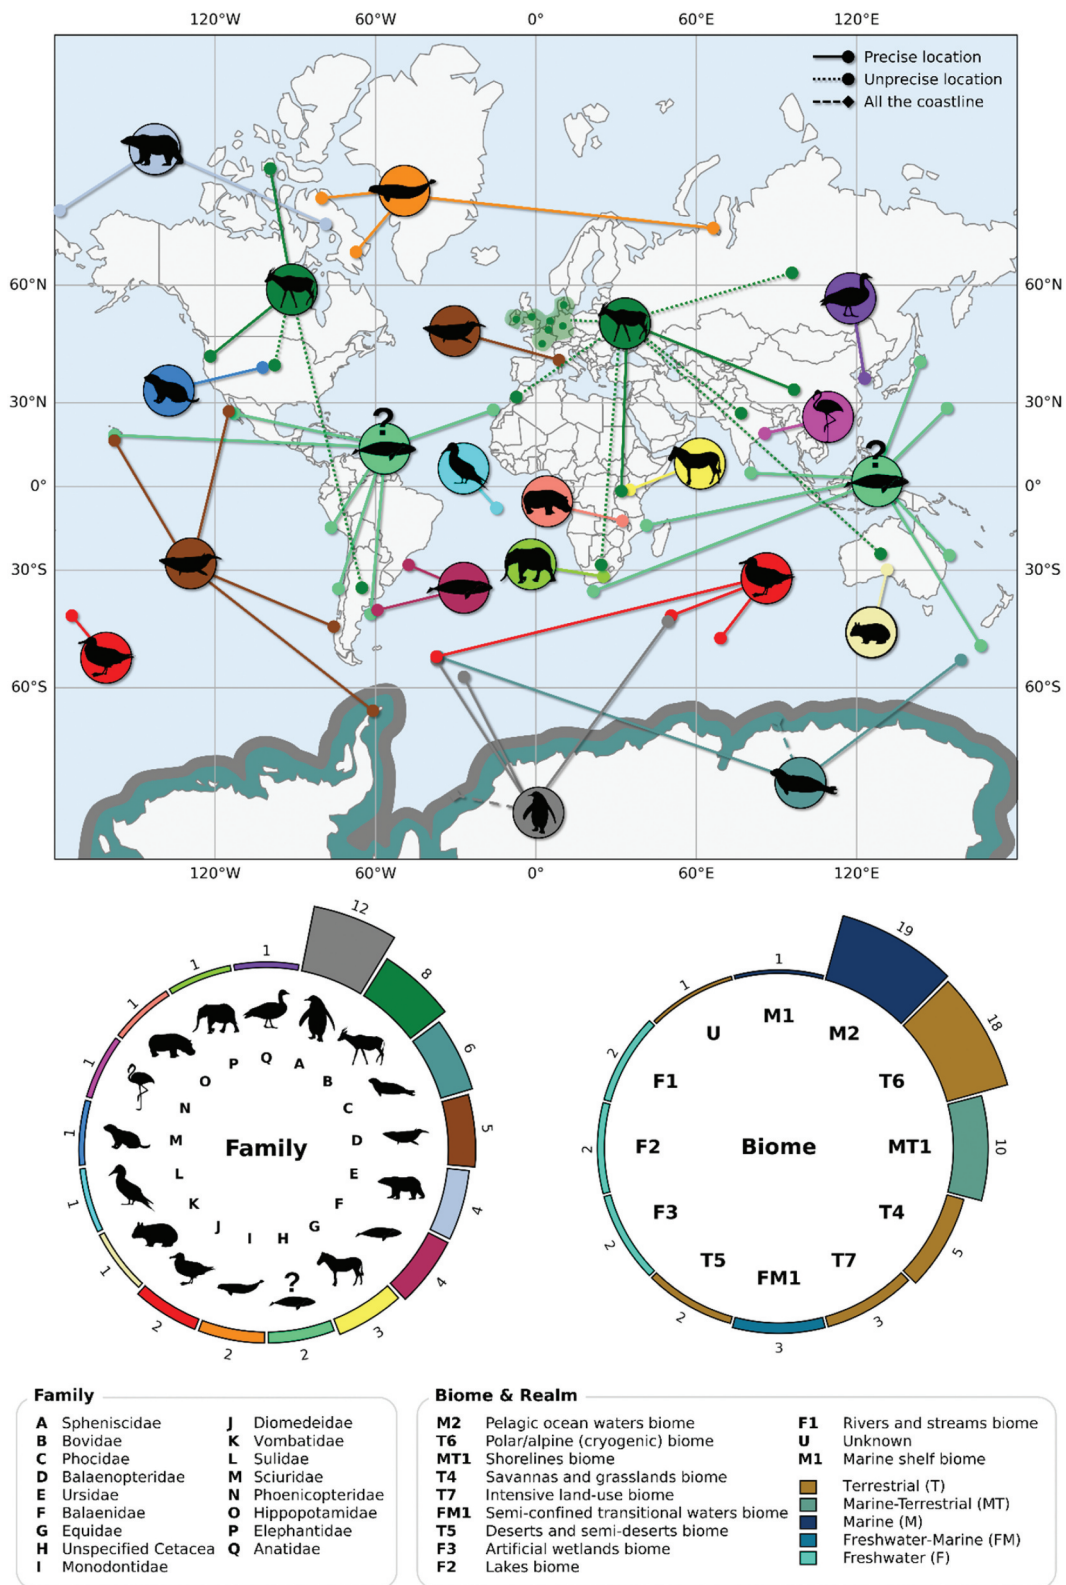 120°W 60°W 0° 60°E 120°E
Precise location
Unprecise location
All the coastline
60°N 60°N
30°N 30°N
? ?
0° 0°
30°S 30°S
60°S 60°S
120°W 60°W 0° 60°E 120°E
12
8
6
5
4
4
3
2
2
2
1
1
1
1
1
1
1
1
A
B
C
D
E
F
G
H
I
J
K
L
M
N
O
P
Q
?
Family
19
18
10
5
3
3
2
2
2
2
1
1
M2
T6
MT1
T4
T7
FM1
T5
F3
F2
F1
U
M1
Biome
Family
A Spheniscidae
B Bovidae
C Phocidae
D Balaenopteridae
E Ursidae
F Balaenidae
G Equidae
H Unspecified Cetacea
I Monodontidae
J Diomedeidae
K Vombatidae
L Sulidae
M Sciuridae
N Phoenicopteridae
O Hippopotamidae
P Elephantidae
Q Anatidae
Biome & Realm
M2 Pelagic ocean waters biome
T6 Polar/alpine (cryogenic) biome
MT1 Shorelines biome
T4 Savannas and grasslands biome
T7 Intensive land-use biome
FM1 Semi-confined transitional waters biome
T5 Deserts and semi-deserts biome
F3 Artificial wetlands biome
F2 Lakes biome
F1 Rivers and streams biome
U Unknown
M1 Marine shelf biome
Terrestrial (T)
Marine-Terrestrial (MT)
Marine (M)
Freshwater-Marine (FM)
Freshwater (F)